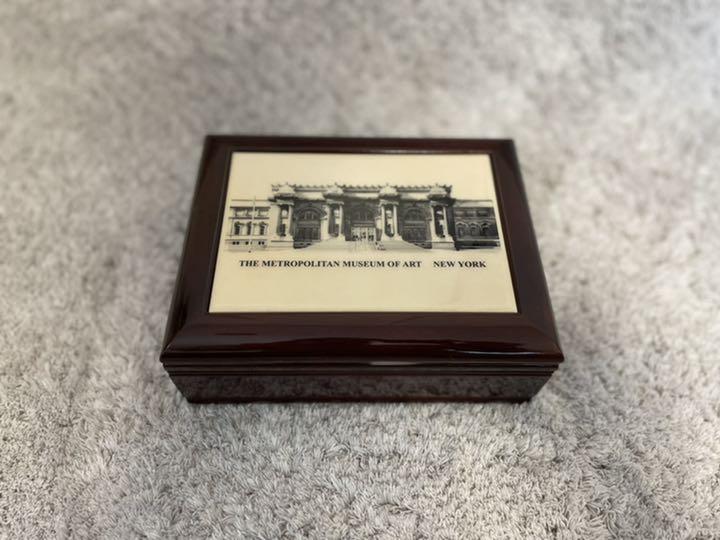 THE METROPOLITAN MUSEUM OF ART NEW YORK